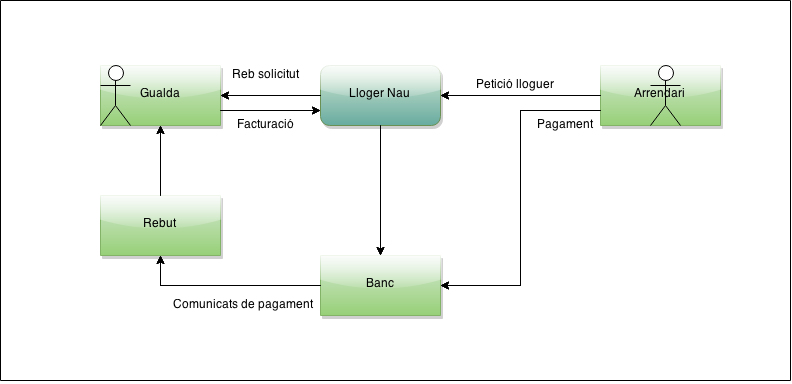 Reb solicitut
Petició lloguer
Gualda
Lloger Nau
Arrendari
Facturació
Pagament
Rebut
Banc
Comunicats de pagament